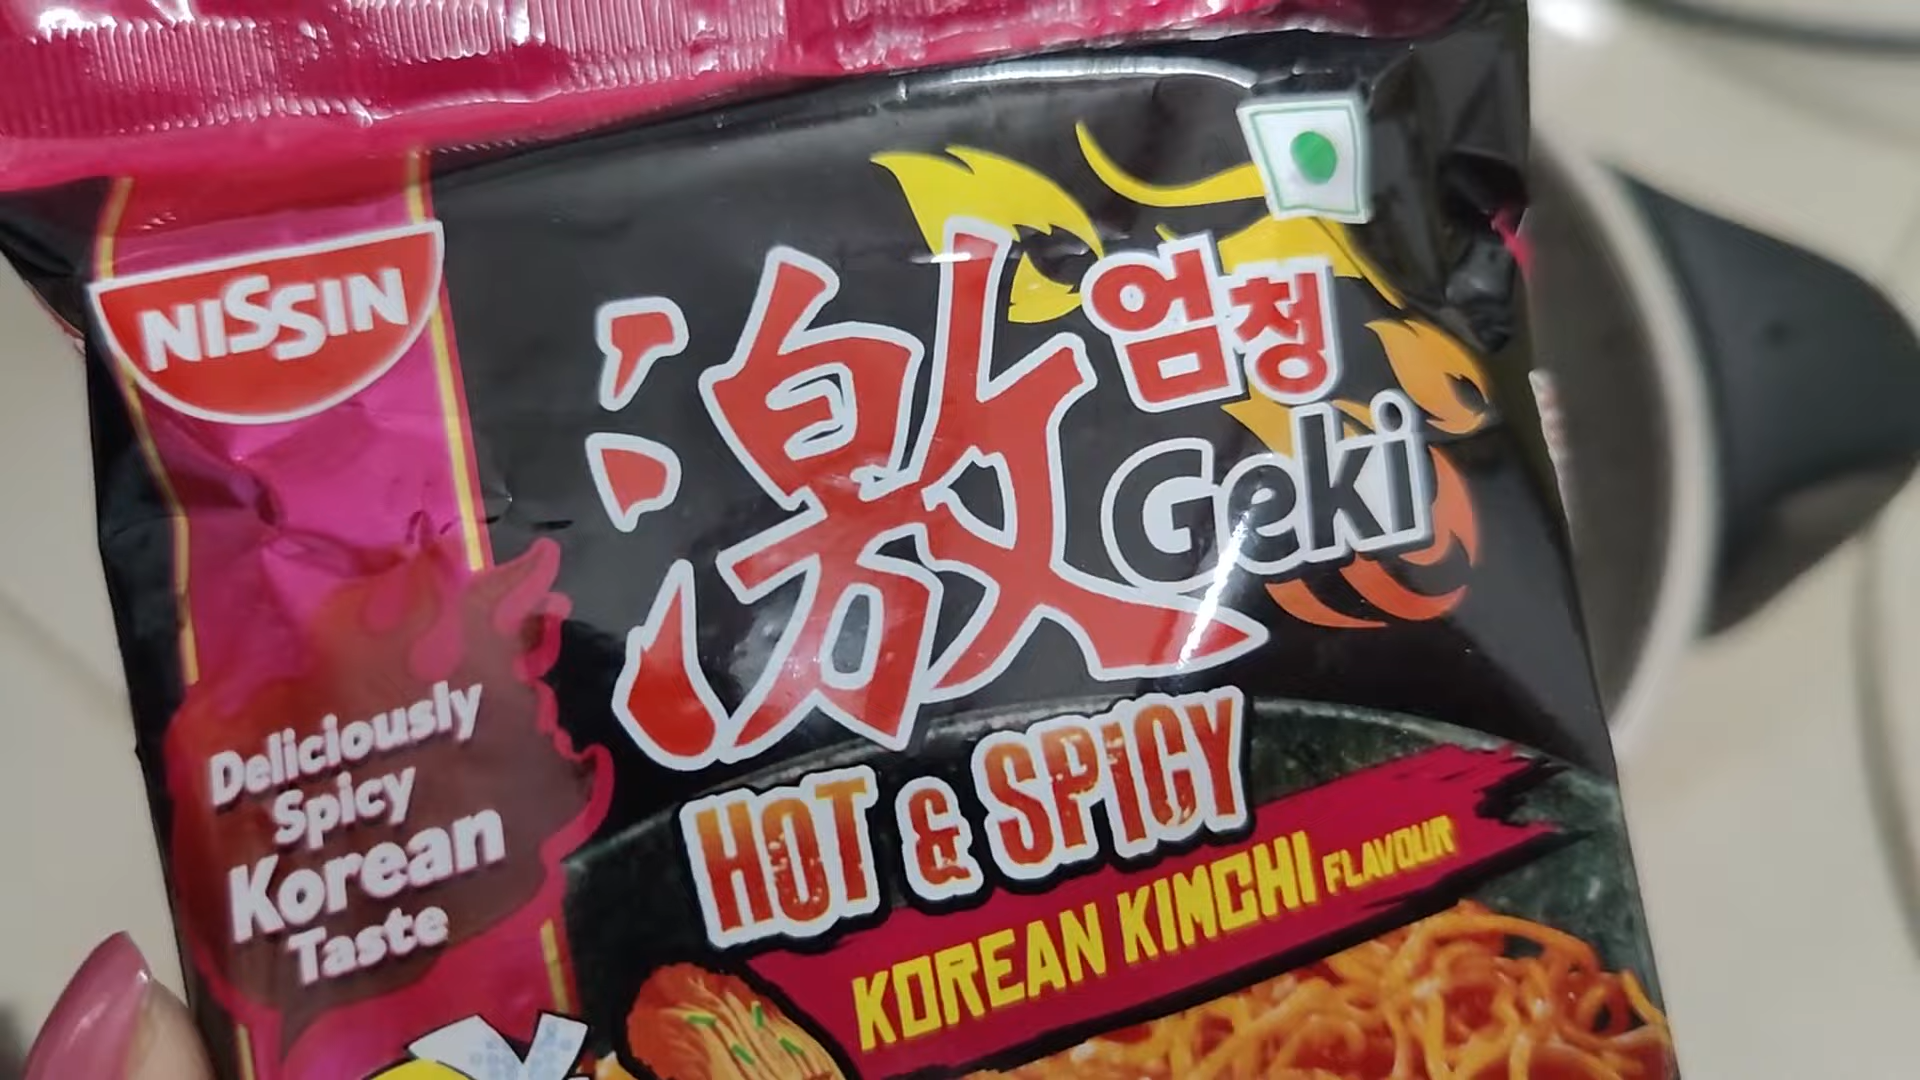 NISSIN
激
엄청
Geki
HOT & SPICY
KOREAN KIMCHI FLAVOUR
Deliciously
Spicy
Korean
Taste